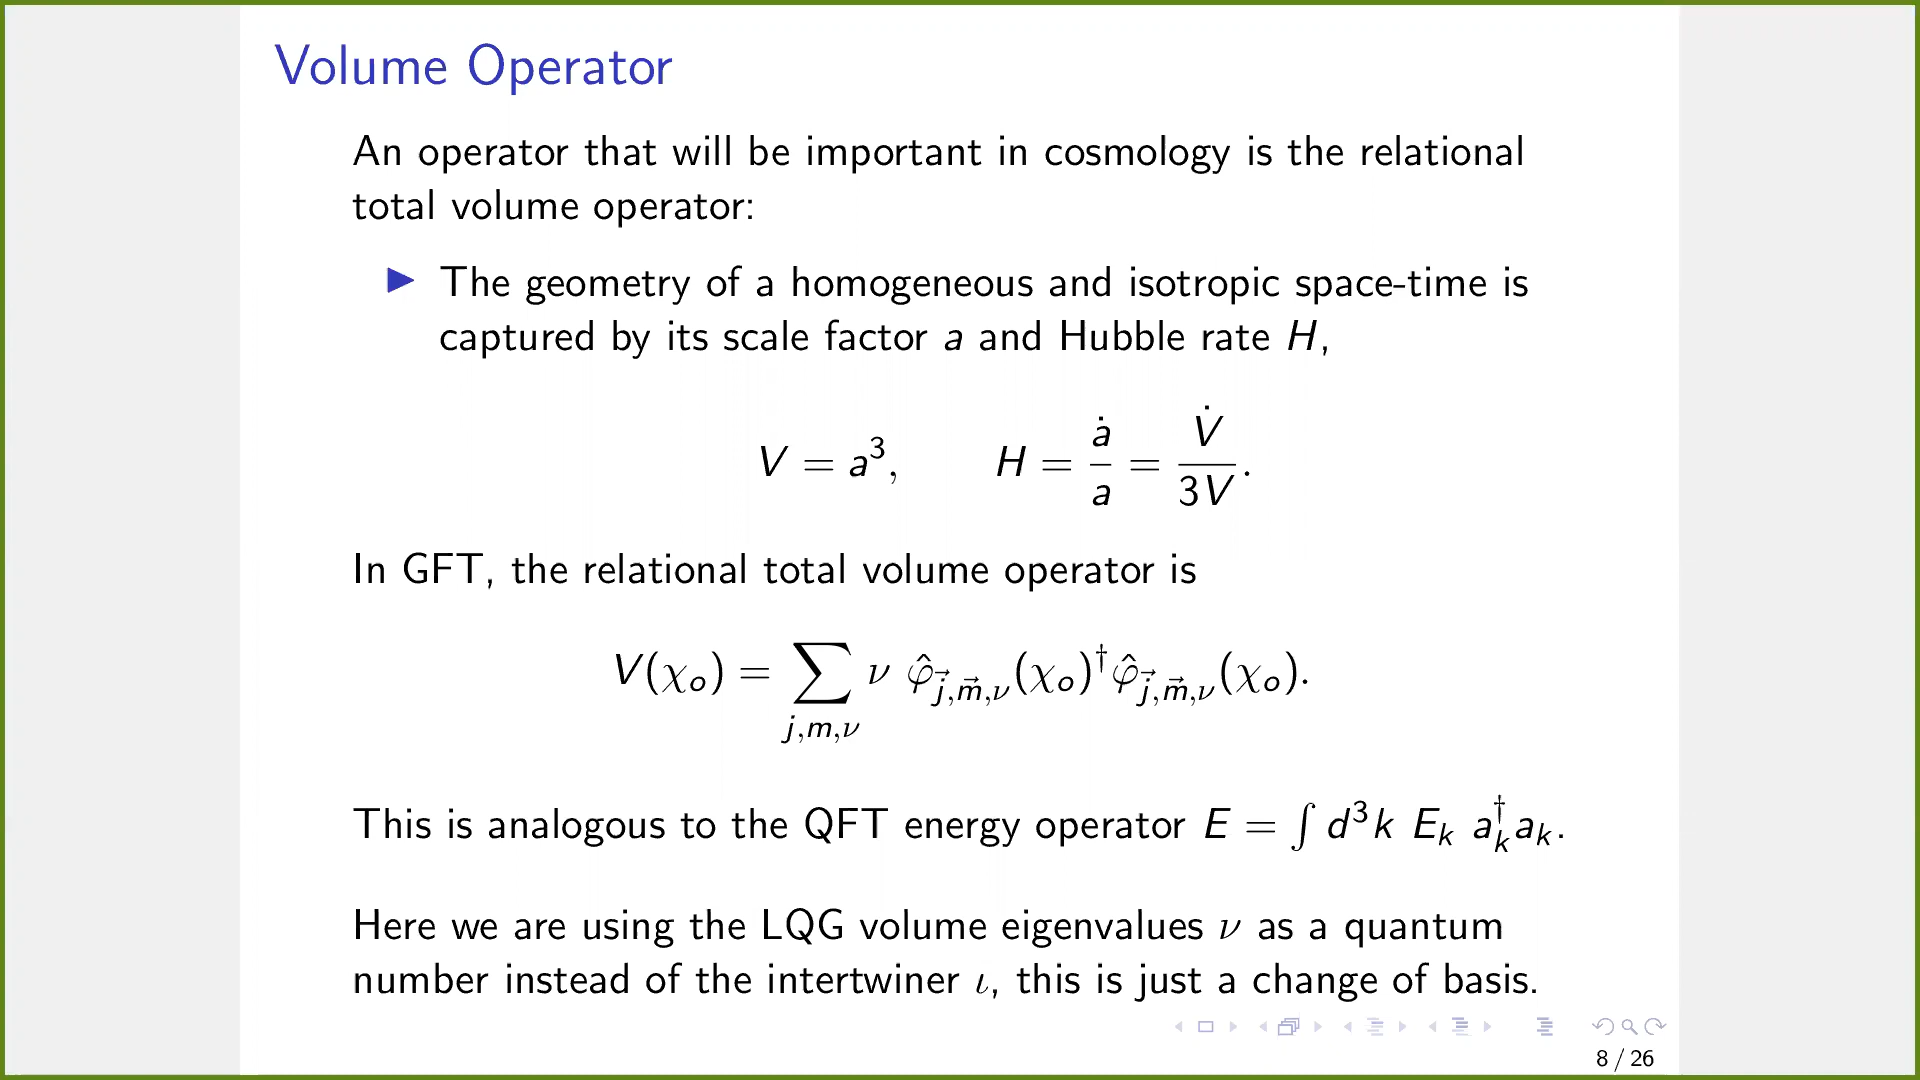 Volume Operator
An operator that will be important in cosmology is the relational
total volume operator:
▶ The geometry of a homogeneous and isotropic space-time is
captured by its scale factor a and Hubble rate H,
V = a³,    H = ȧ/a = V̇/3V.
In GFT, the relational total volume operator is
V(χₒ) = ∑_{j,m,ν} ν φ̂_{j⃗,m⃗,ν}(χₒ)†φ̂_{j⃗,m⃗,ν}(χₒ).
This is analogous to the QFT energy operator E = ∫ d³k E_k a†_k a_k.
Here we are using the LQG volume eigenvalues ν as a quantum
number instead of the intertwiner ι, this is just a change of basis.
8 / 26